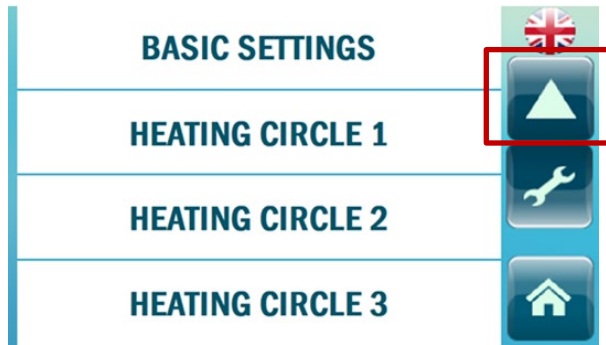 BASIC SETTINGS
HEATING CIRCLE 1
HEATING CIRCLE 2
HEATING CIRCLE 3